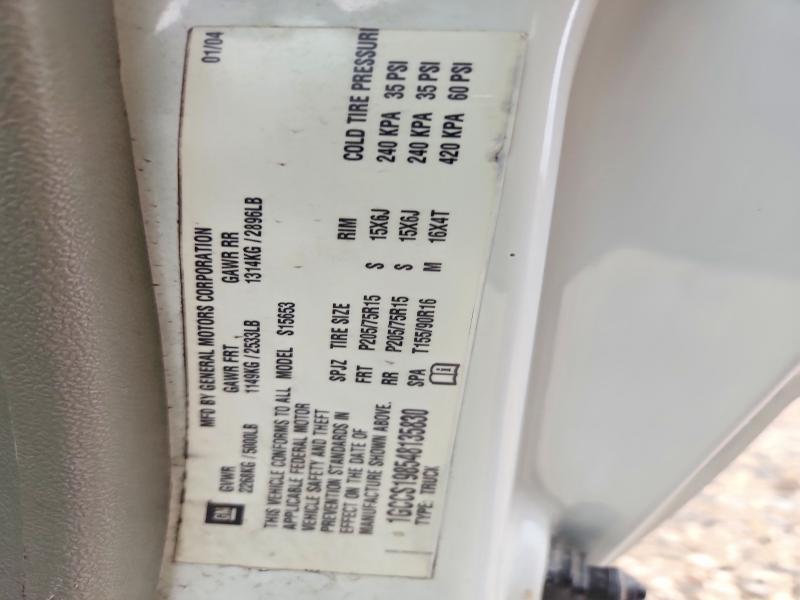 MFD BY GENERAL MOTORS CORPORATION 01/04
GM GVWR GAWR FRT GAWR RR
2268KG/5000LB 1149KG/2533LB 1314KG/2896LB
THIS VEHICLE CONFORMS TO ALL MODEL S15653
APPLICABLE FEDERAL MOTOR
VEHICLE SAFETY AND THEFT
PREVENTION STANDARDS IN
EFFECT ON THE DATE OF
MANUFACTURE SHOWN ABOVE.
1GCCS198548135830
TYPE: TRUCK
SPJZ TIRE SIZE RIM COLD TIRE PRESSURE
FRT P205/75R15 S 15X6J 240 KPA 35 PSI
RR P205/75R15 S 15X6J 240 KPA 35 PSI
SPA T155/90R16 M 16X4T 420 KPA 60 PSI